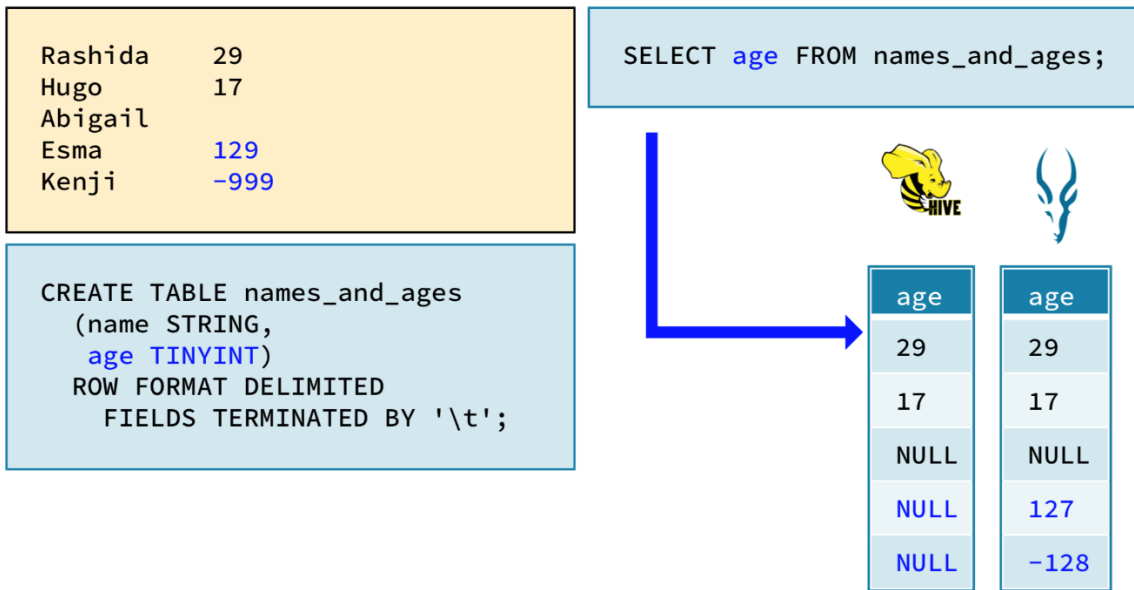 Rashida 29
Hugo 17
Abigail
Esma 129
Kenji -999
CREATE TABLE names_and_ages
(name STRING,
age TINYINT)
ROW FORMAT DELIMITED
FIELDS TERMINATED BY '\t';
SELECT age FROM names_and_ages;
HIVE
age age
29 29
17 17
NULL NULL
NULL 127
NULL -128